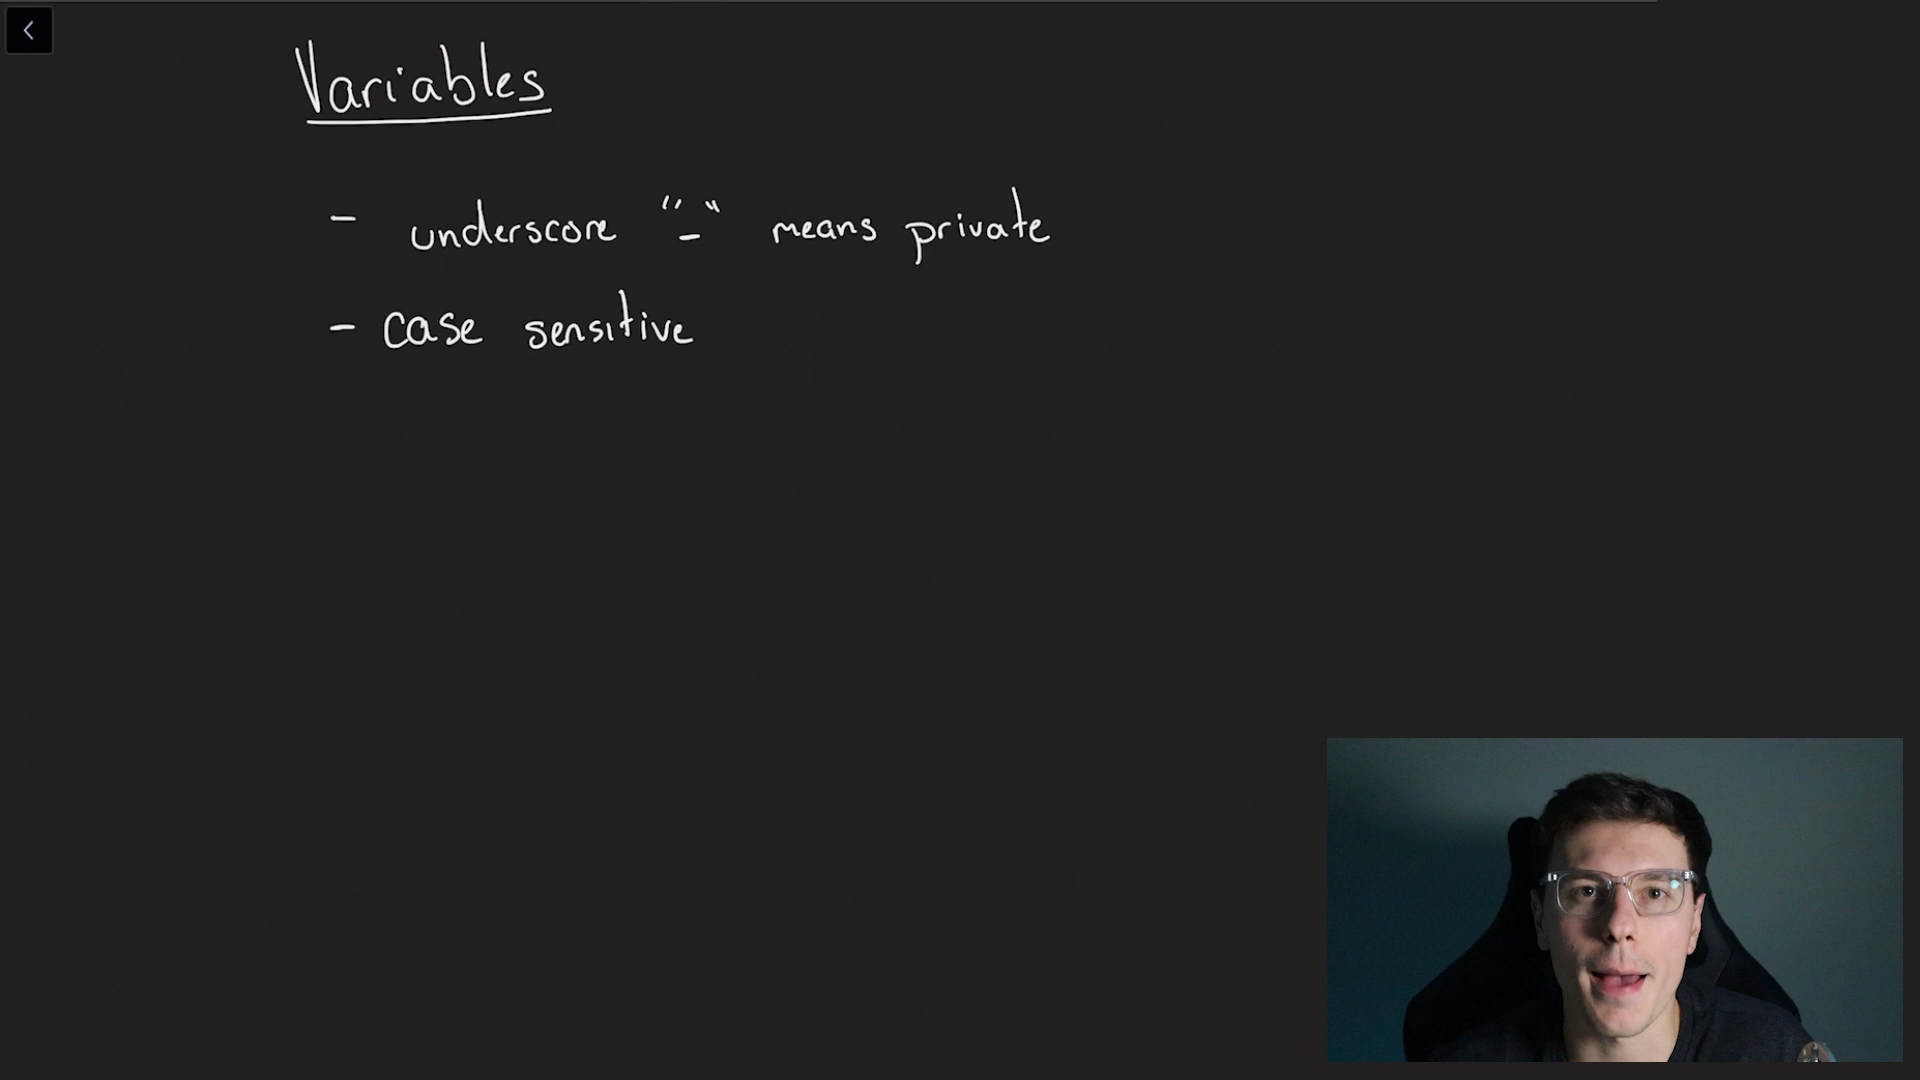 Variables
- underscore "_" means private
- case sensitive